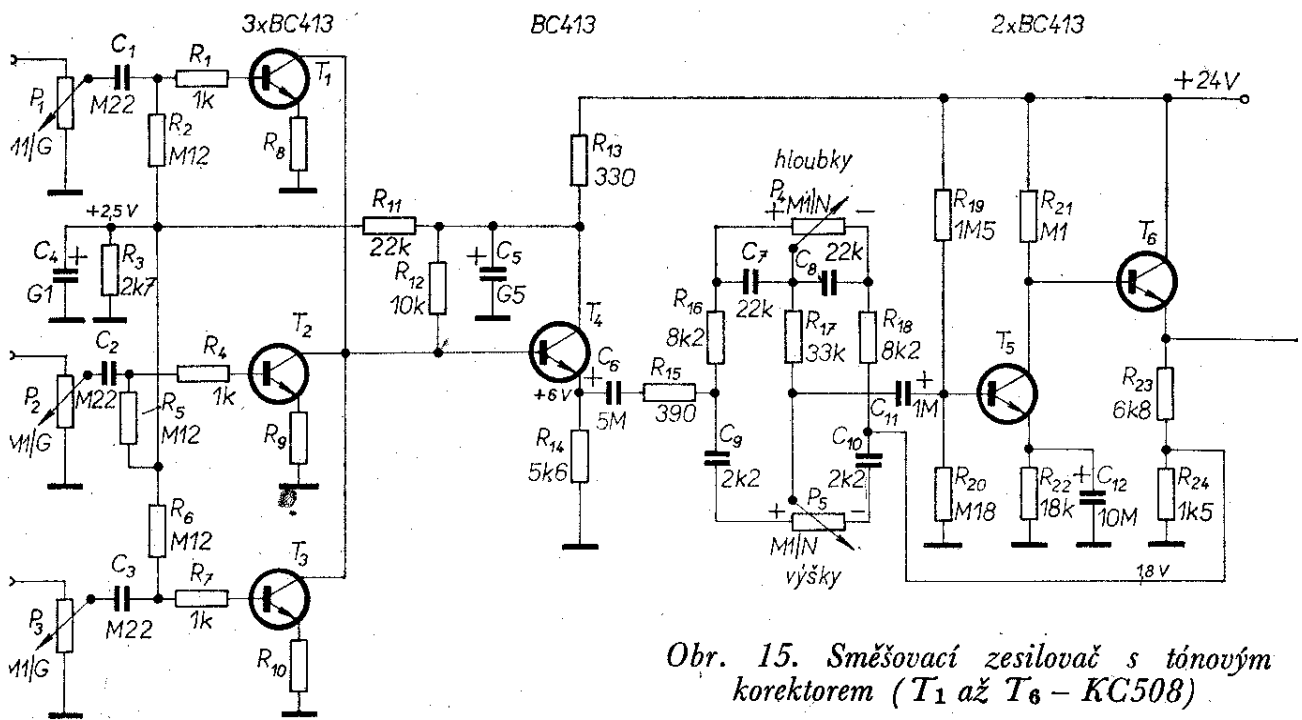 3xBC413
BC413
2xBC413
C1
M22
R1
1k
T1
P1
M1/G
R2
M12
R8
+24V
R13
330
hloubky
P4
M1/N
+
−
R19
1M5
R21
M1
T6
+2,5V
R11
22k
C4
+
G1
R3
2k7
R12
10k
+
C5
G5
C7
22k
C8
22k
R16
8k2
R17
33k
R18
8k2
T4
T2
C2
M22
R4
1k
P2
M1/G
R5
M12
R9
+6V
+
C6
5M
R15
390
C11
+
1M
T5
R23
6k8
R14
5k6
C9
2k2
C10
2k2
P5
+
−
M1/N
výšky
R20
M18
R22
18k
+
C12
10M
R24
1k5
1,8V
R6
M12
C3
M22
R7
1k
T3
P3
M1/G
R10
Obr. 15. Směšovací zesilovač s tónovým
korektorem (T1 až T6 – KC508)